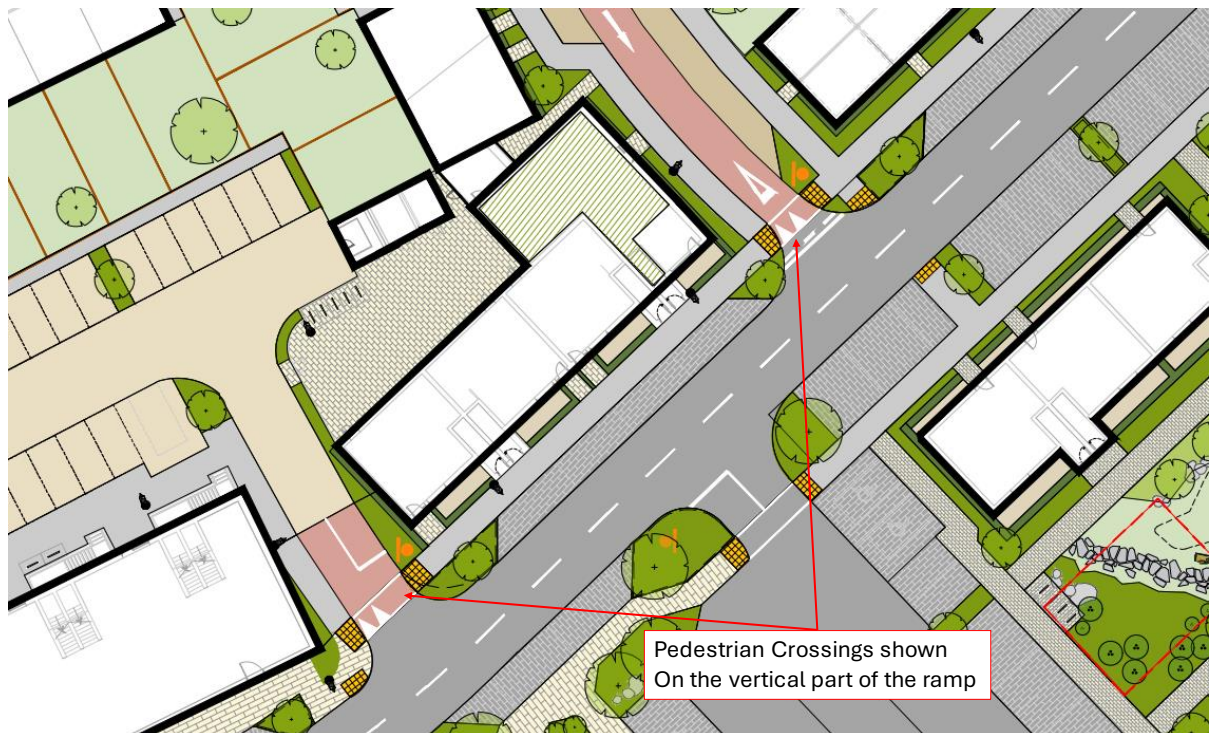 Pedestrian Crossings shown
On the vertical part of the ramp